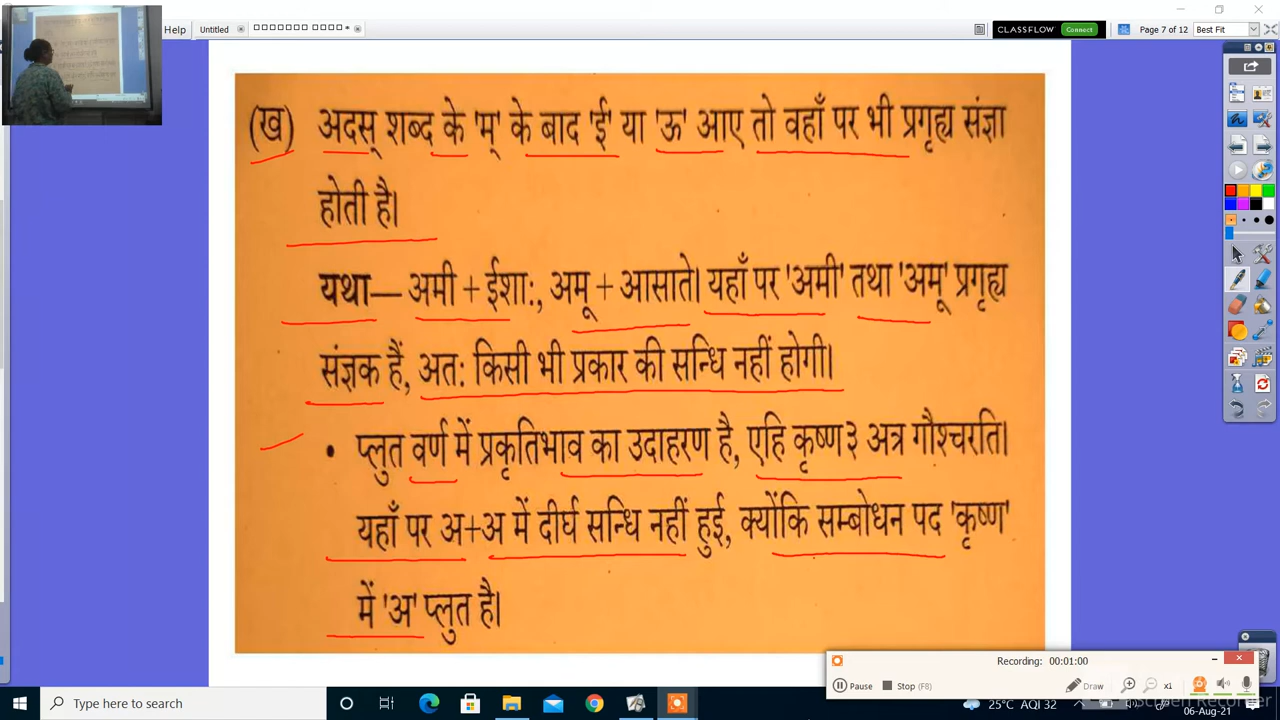 Help
Untitled
CLASSFLOW Connect
Page 7 of 12
Best Fit
(ख) अदस् शब्द के 'म्' के बाद 'ई' या 'ऊ' आए तो वहाँ पर भी प्रगृह्य संज्ञा
होती है।
यथा— अमी + ईशा:, अमू + आसाते। यहाँ पर 'अमी' तथा 'अमू' प्रगृह्य
संज्ञक हैं, अत: किसी भी प्रकार की सन्धि नहीं होगी।
• प्लुत वर्ण में प्रकृतिभाव का उदाहरण है, एहि कृष्ण३ अत्र गौश्चरति।
यहाँ पर अ+अ में दीर्घ सन्धि नहीं हुई, क्योंकि सम्बोधन पद 'कृष्ण'
में 'अ' प्लुत है।
Recording: 00:01:00
Pause
Stop (F8)
Draw
x1
Type here to search
25°C AQI 32
Screen Recorder
06-Aug-21